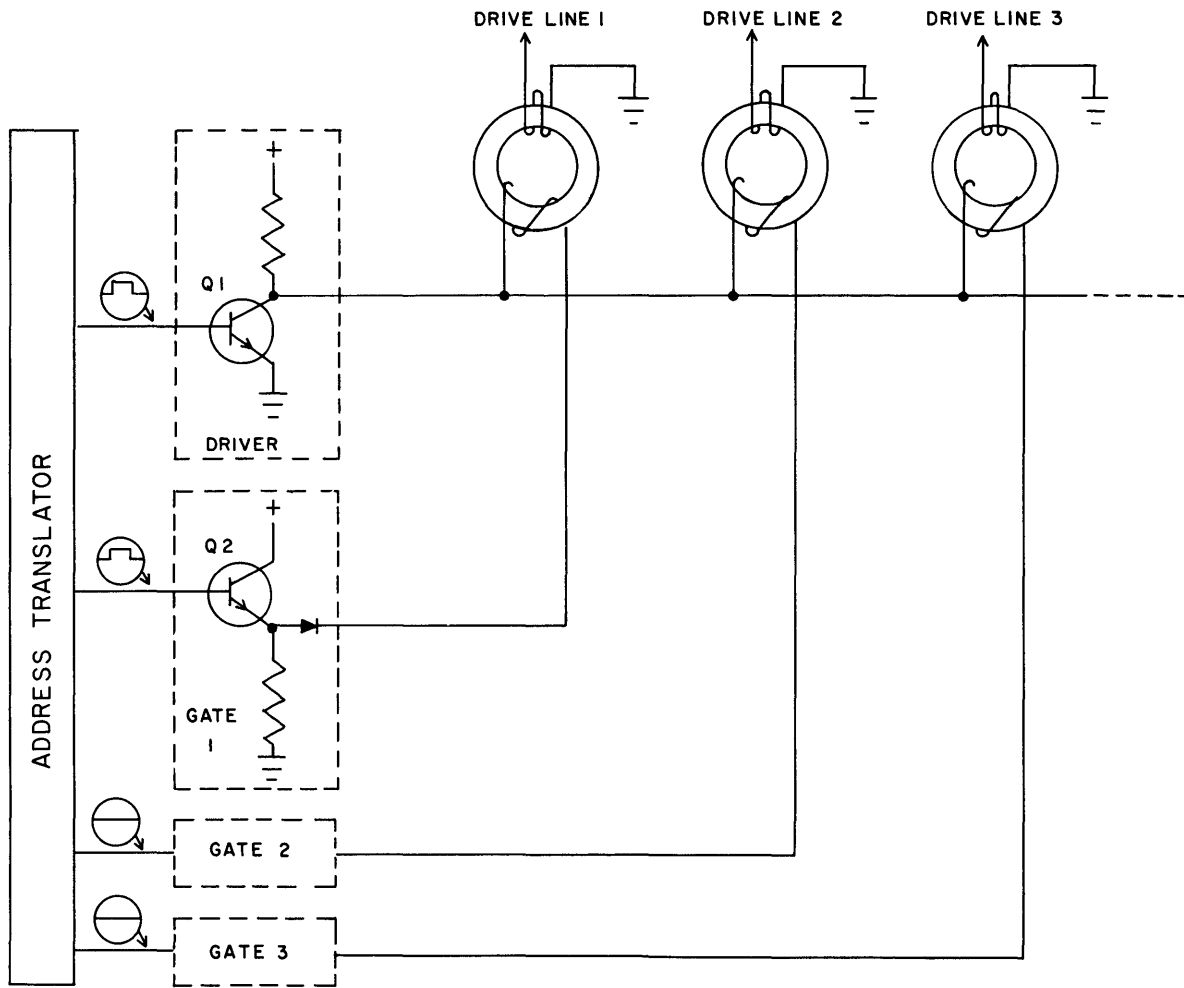 DRIVE LINE 1
DRIVE LINE 2
DRIVE LINE 3
+
Q1
DRIVER
ADDRESS TRANSLATOR
+
Q2
GATE
1
GATE 2
GATE 3